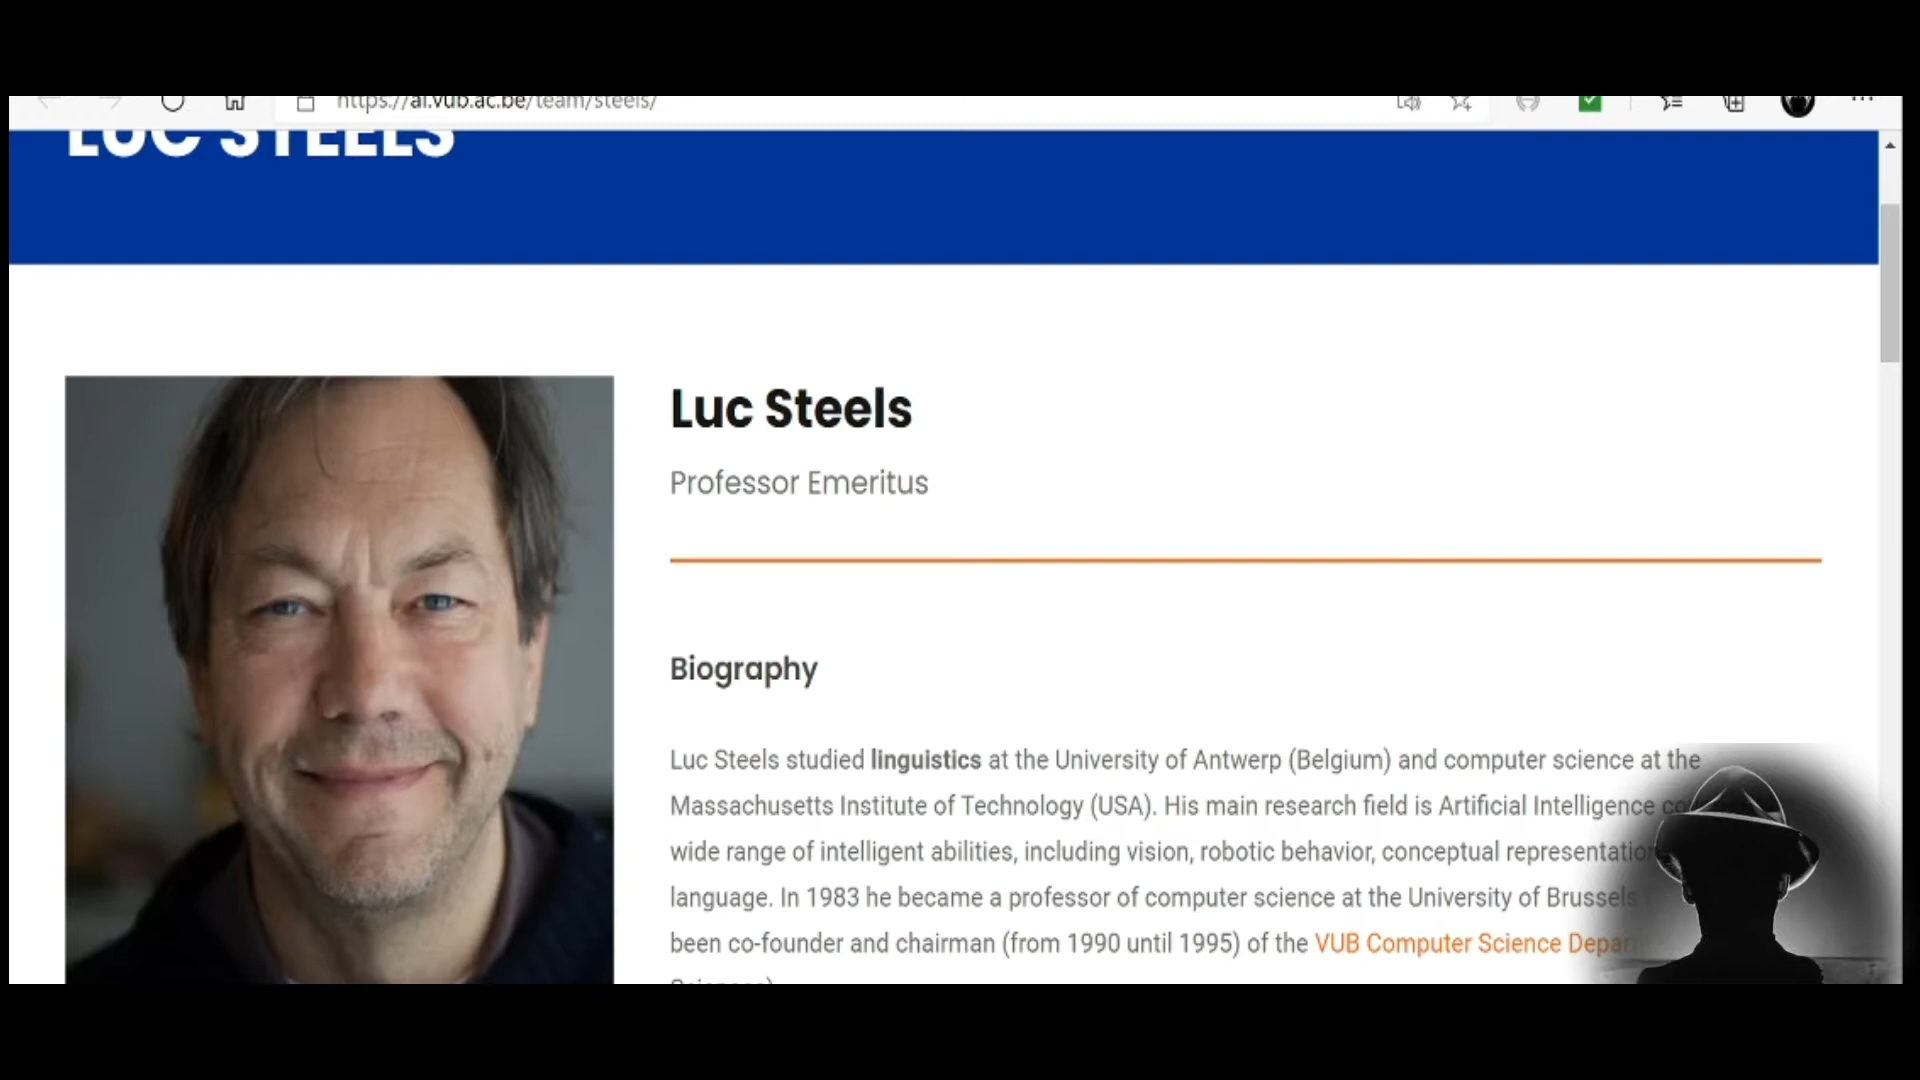 https://ai.vub.ac.be/team/steels/
LUC STEELS
Luc Steels
Professor Emeritus
Biography
Luc Steels studied linguistics at the University of Antwerp (Belgium) and computer science at the
Massachusetts Institute of Technology (USA). His main research field is Artificial Intelligence
wide range of intelligent abilities, including vision, robotic behavior, conceptual
language. In 1983 he became a professor of computer science at the University of Brussels
been co-founder and chairman (from 1990 until 1995) of the VUB Computer Science